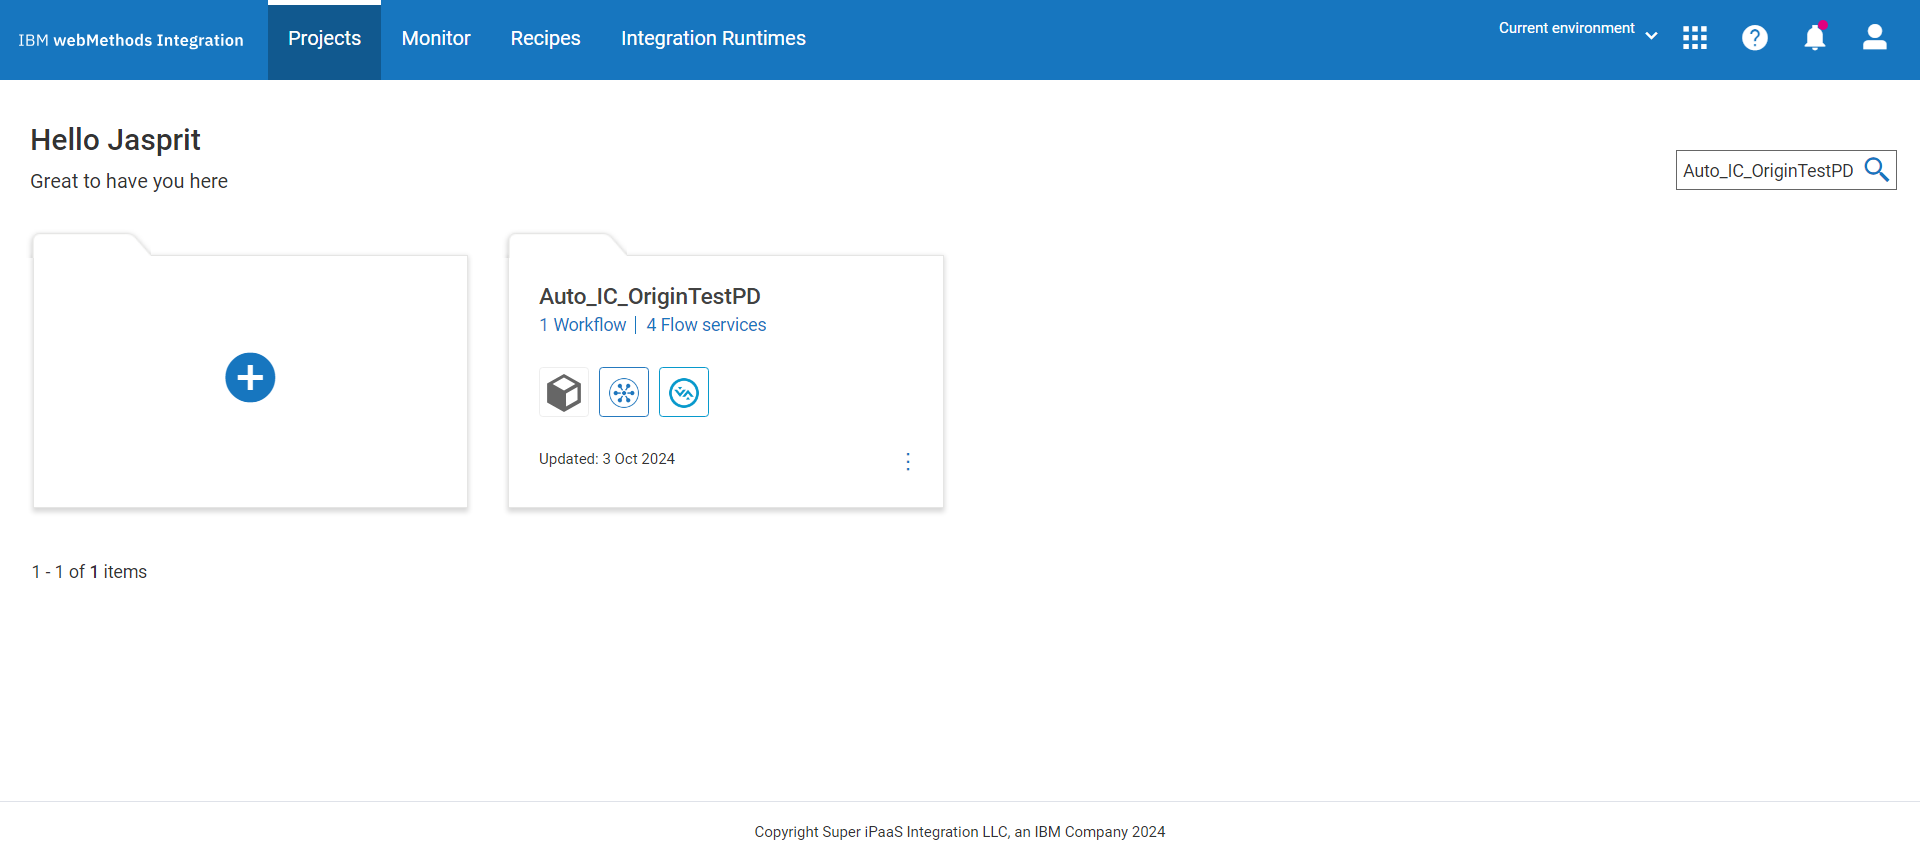 IBM webMethods Integration
Projects
Monitor
Recipes
Integration Runtimes
Current environment
Hello Jasprit
Great to have you here
Auto_IC_OriginTestPD
Auto_IC_OriginTestPD
1 Workflow | 4 Flow services
Updated: 3 Oct 2024
1 - 1 of 1 items
Copyright Super iPaaS Integration LLC, an IBM Company 2024